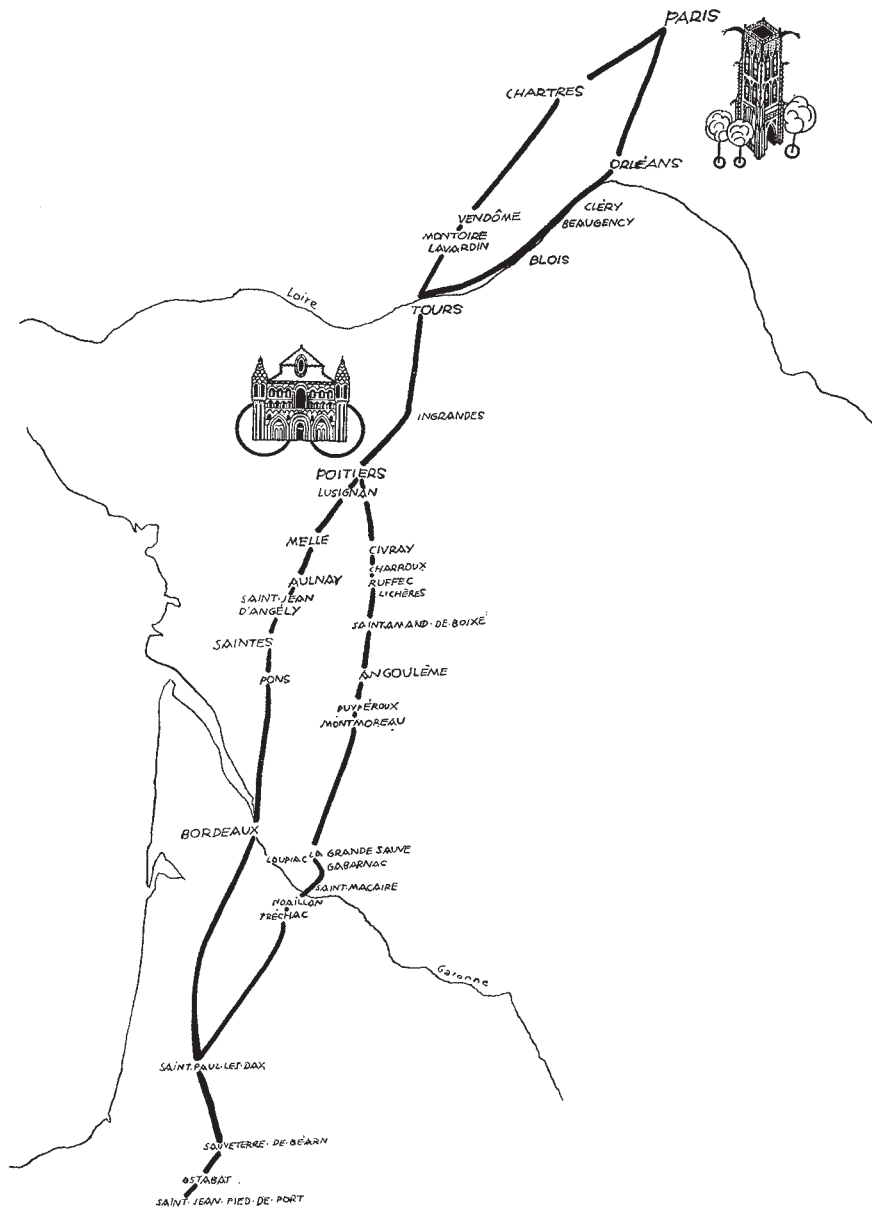 PARIS
CHARTRES
ORLÉANS
CLÉRY
BEAUGENCY
VENDÔME
MONTOIRE
LAVARDIN
BLOIS
Loire
TOURS
INGRANDES
POITIERS
LUSIGNAN
MELLE
CIVRAY
CHARROUX
RUFFEC
LICHÈRES
AULNAY
SAINT-JEAN
D'ANGÉLY
SAINT-AMAND-DE-BOIXE
SAINTES
ANGOULÊME
PONS
PUYPÉROUX
MONTMOREAU
BORDEAUX
LOUPIAC LA GRANDE SAUVE
GABARNAC
SAINT-MACAIRE
NOAILLAN
PRÉCHAC
Garonne
SAINT-PAUL-LES-DAX
SAUVETERRE-DE-BÉARN
OSTABAT
SAINT-JEAN-PIED-DE-PORT